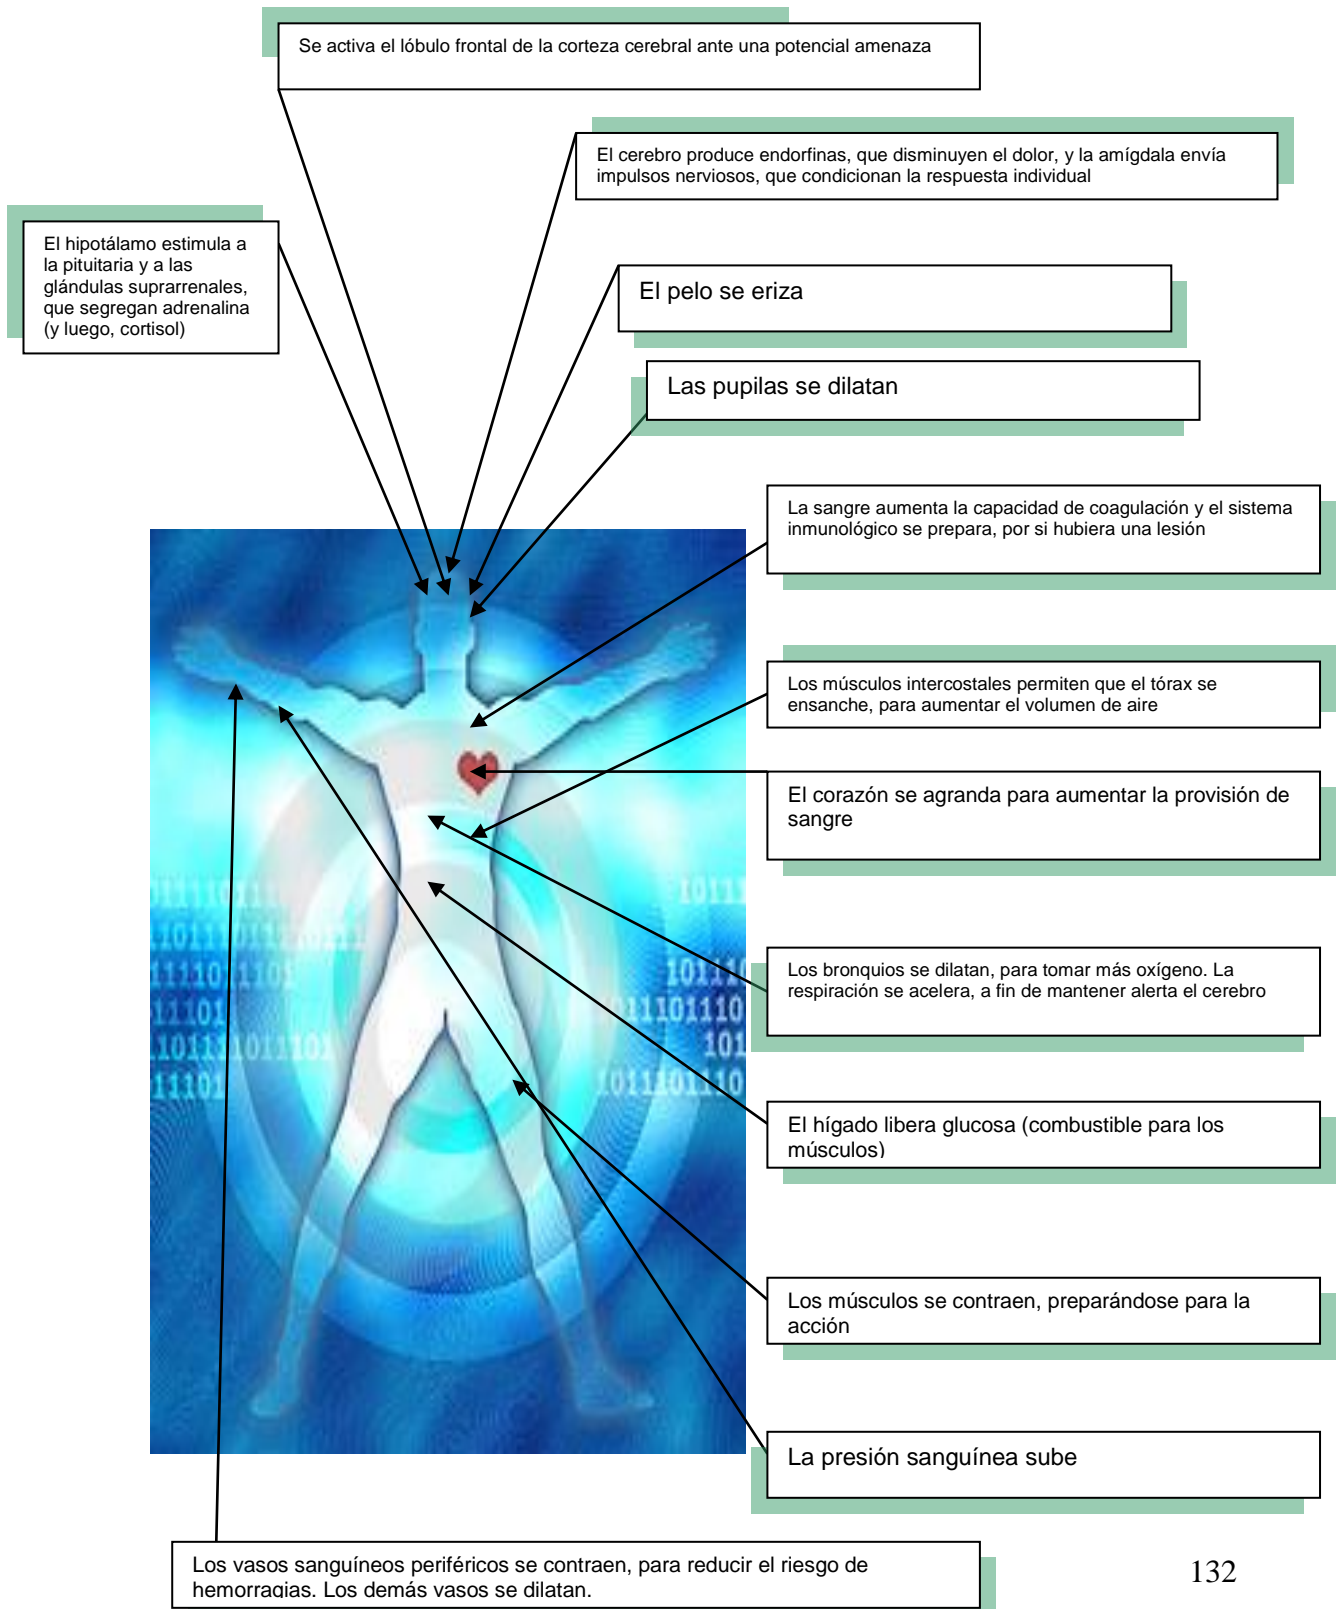 Se activa el lóbulo frontal de la corteza cerebral ante una potencial amenaza
El cerebro produce endorfinas, que disminuyen el dolor, y la amígdala envía
impulsos nerviosos, que condicionan la respuesta individual
El hipotálamo estimula a
la pituitaria y a las
glándulas suprarrenales,
que segregan adrenalina
(y luego, cortisol)
El pelo se eriza
Las pupilas se dilatan
La sangre aumenta la capacidad de coagulación y el sistema
inmunológico se prepara, por si hubiera una lesión
Los músculos intercostales permiten que el tórax se
ensanche, para aumentar el volumen de aire
El corazón se agranda para aumentar la provisión de
sangre
Los bronquios se dilatan, para tomar más oxígeno. La
respiración se acelera, a fin de mantener alerta el cerebro
El hígado libera glucosa (combustible para los
músculos)
Los músculos se contraen, preparándose para la
acción
La presión sanguínea sube
Los vasos sanguíneos periféricos se contraen, para reducir el riesgo de
hemorragias. Los demás vasos se dilatan.
132